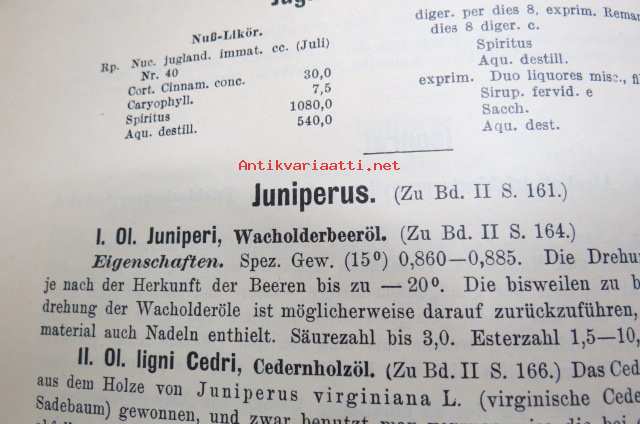 Nuß-Likör.
Rp. Nuc. jugland. immat. cc. (Juli)
Nr. 40
Cort. Cinnam. conc. 30,0
Caryophyll. 7,5
Spiritus 1080,0
Aqu. destill. 540,0
diger. per dies 8, exprim. Reman
dies 8 diger. c.
Spiritus
Aqu. destill.
exprim. Duo liquores misc.,
Sirup. fervid. e
Sacch.
Aqu. dest.
Antikvariaatti.net
Juniperus. (Zu Bd. II S. 161.)
I. Ol. Juniperi, Wacholderbeeröl. (Zu Bd. II S. 164.)
Eigenschaften. Spez. Gew. (15⁰) 0,860—0,885. Die Drehu
je nach der Herkunft der Beeren bis zu —20⁰. Die bisweilen zu b
drehung der Wacholderöle ist möglicherweise darauf zurückzuführen,
material auch Nadeln enthielt. Säurezahl bis 3,0. Esterzahl 1,5—10,
II. Ol. ligni Cedri, Cedernholzöl. (Zu Bd. II S. 166.) Das Ced
aus dem Holze von Juniperus virginiana L. (virginische Cede
Sadebaum) gewonnen, und zwar benutzt man